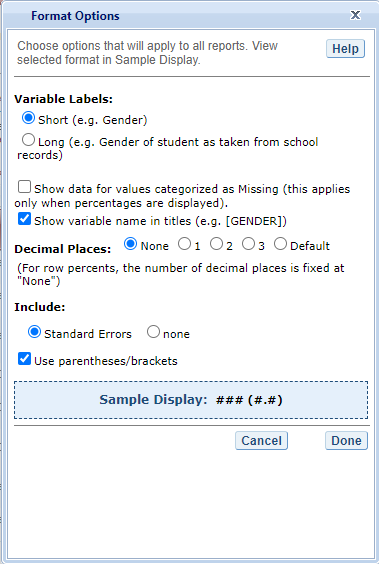 Format Options
X
Choose options that will apply to all reports. View
selected format in Sample Display.
Help
Variable Labels:
Short (e.g. Gender)
Long (e.g. Gender of student as taken from school
records)
Show data for values categorized as Missing (this applies
only when percentages are displayed).
Show variable name in titles (e.g. [GENDER])
Decimal Places: None 1 2 3 Default
(For row percents, the number of decimal places is fixed at
"None")
Include:
Standard Errors none
Use parentheses/brackets
Sample Display: ### (#.#)
Cancel Done